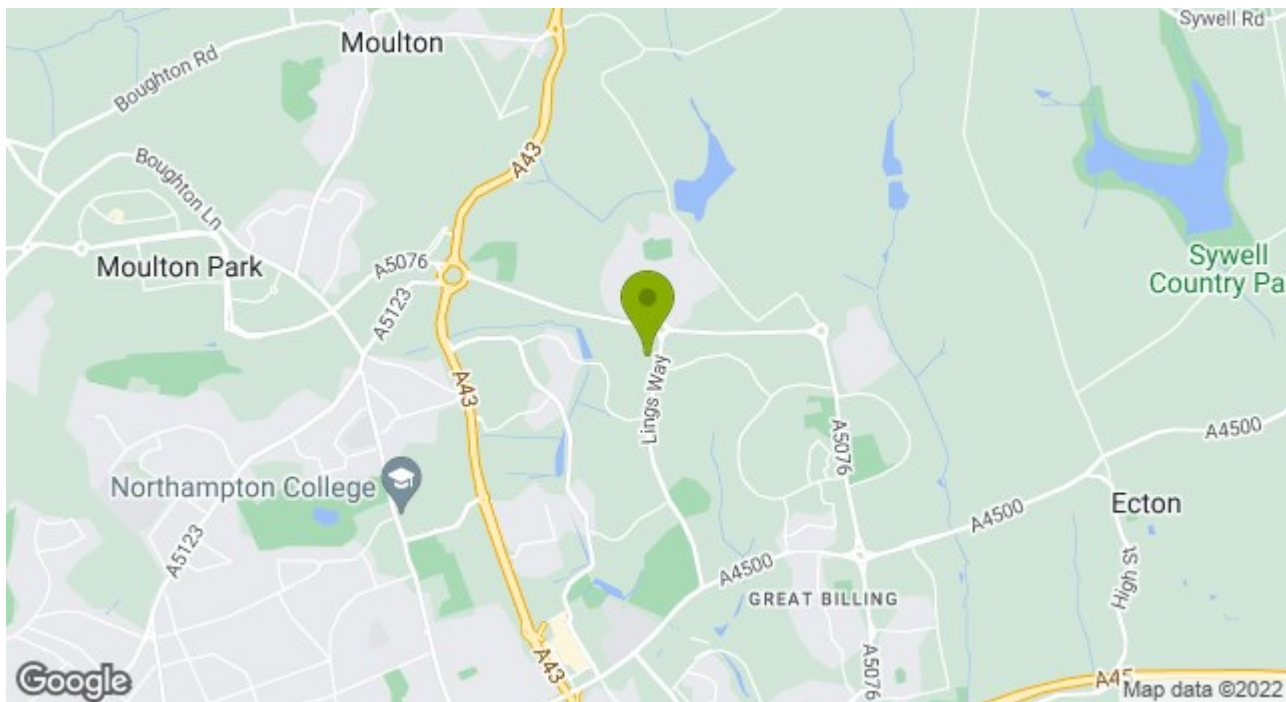 Sywell Rd
Moulton
Boughton Rd
A43
Boughton Ln
Moulton Park
A5076
A5123
Sywell
Country Pa
A43
Lings Way
A5076
A4500
Northampton College
Ecton
A4500
A5123
A4500
GREAT BILLING
High St
A43
A5076
A45
Google
Map data ©2022